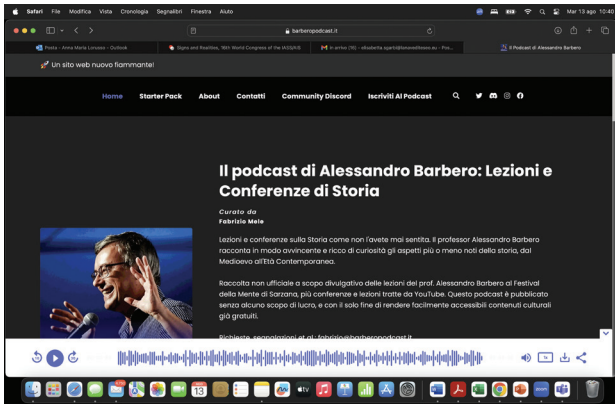 Safari File Modifica Vista Cronologia Segnalibri Finestra Aiuto
Mar 13 ago 10:40
barberopodcast.it
Posta - Anna Maria Lorusso - Outlook
Signs and Realities, 16th World Congress of the IASS/AIS
Il Podcast di Alessandro Barbero
🚀 Un sito web nuovo fiammante!
Home Starter Pack About Contatti Community Discord Iscriviti Al Podcast
Il podcast di Alessandro Barbero: Lezioni e
Conferenze di Storia
Curato da
Fabrizio Mele
Lezioni e conferenze sulla Storia come non l'avete mai sentita. Il professor Alessandro Barbero
racconta in modo avvincente e ricco di curiosità gli aspetti più o meno noti della storia, dal
Medioevo all'Età Contemporanea.
Raccolta non ufficiale a scopo divulgativo delle lezioni del prof. Alessandro Barbero al Festival
della Mente di Sarzana, più conferenze e lezioni tratte da YouTube. Questo podcast è pubblicato
senza alcuno scopo di lucro, e con il solo fine di rendere facilmente accessibili contenuti culturali
già gratuiti.
Richieste, segnalazioni et al.: fabrizio@barberopodcast.it